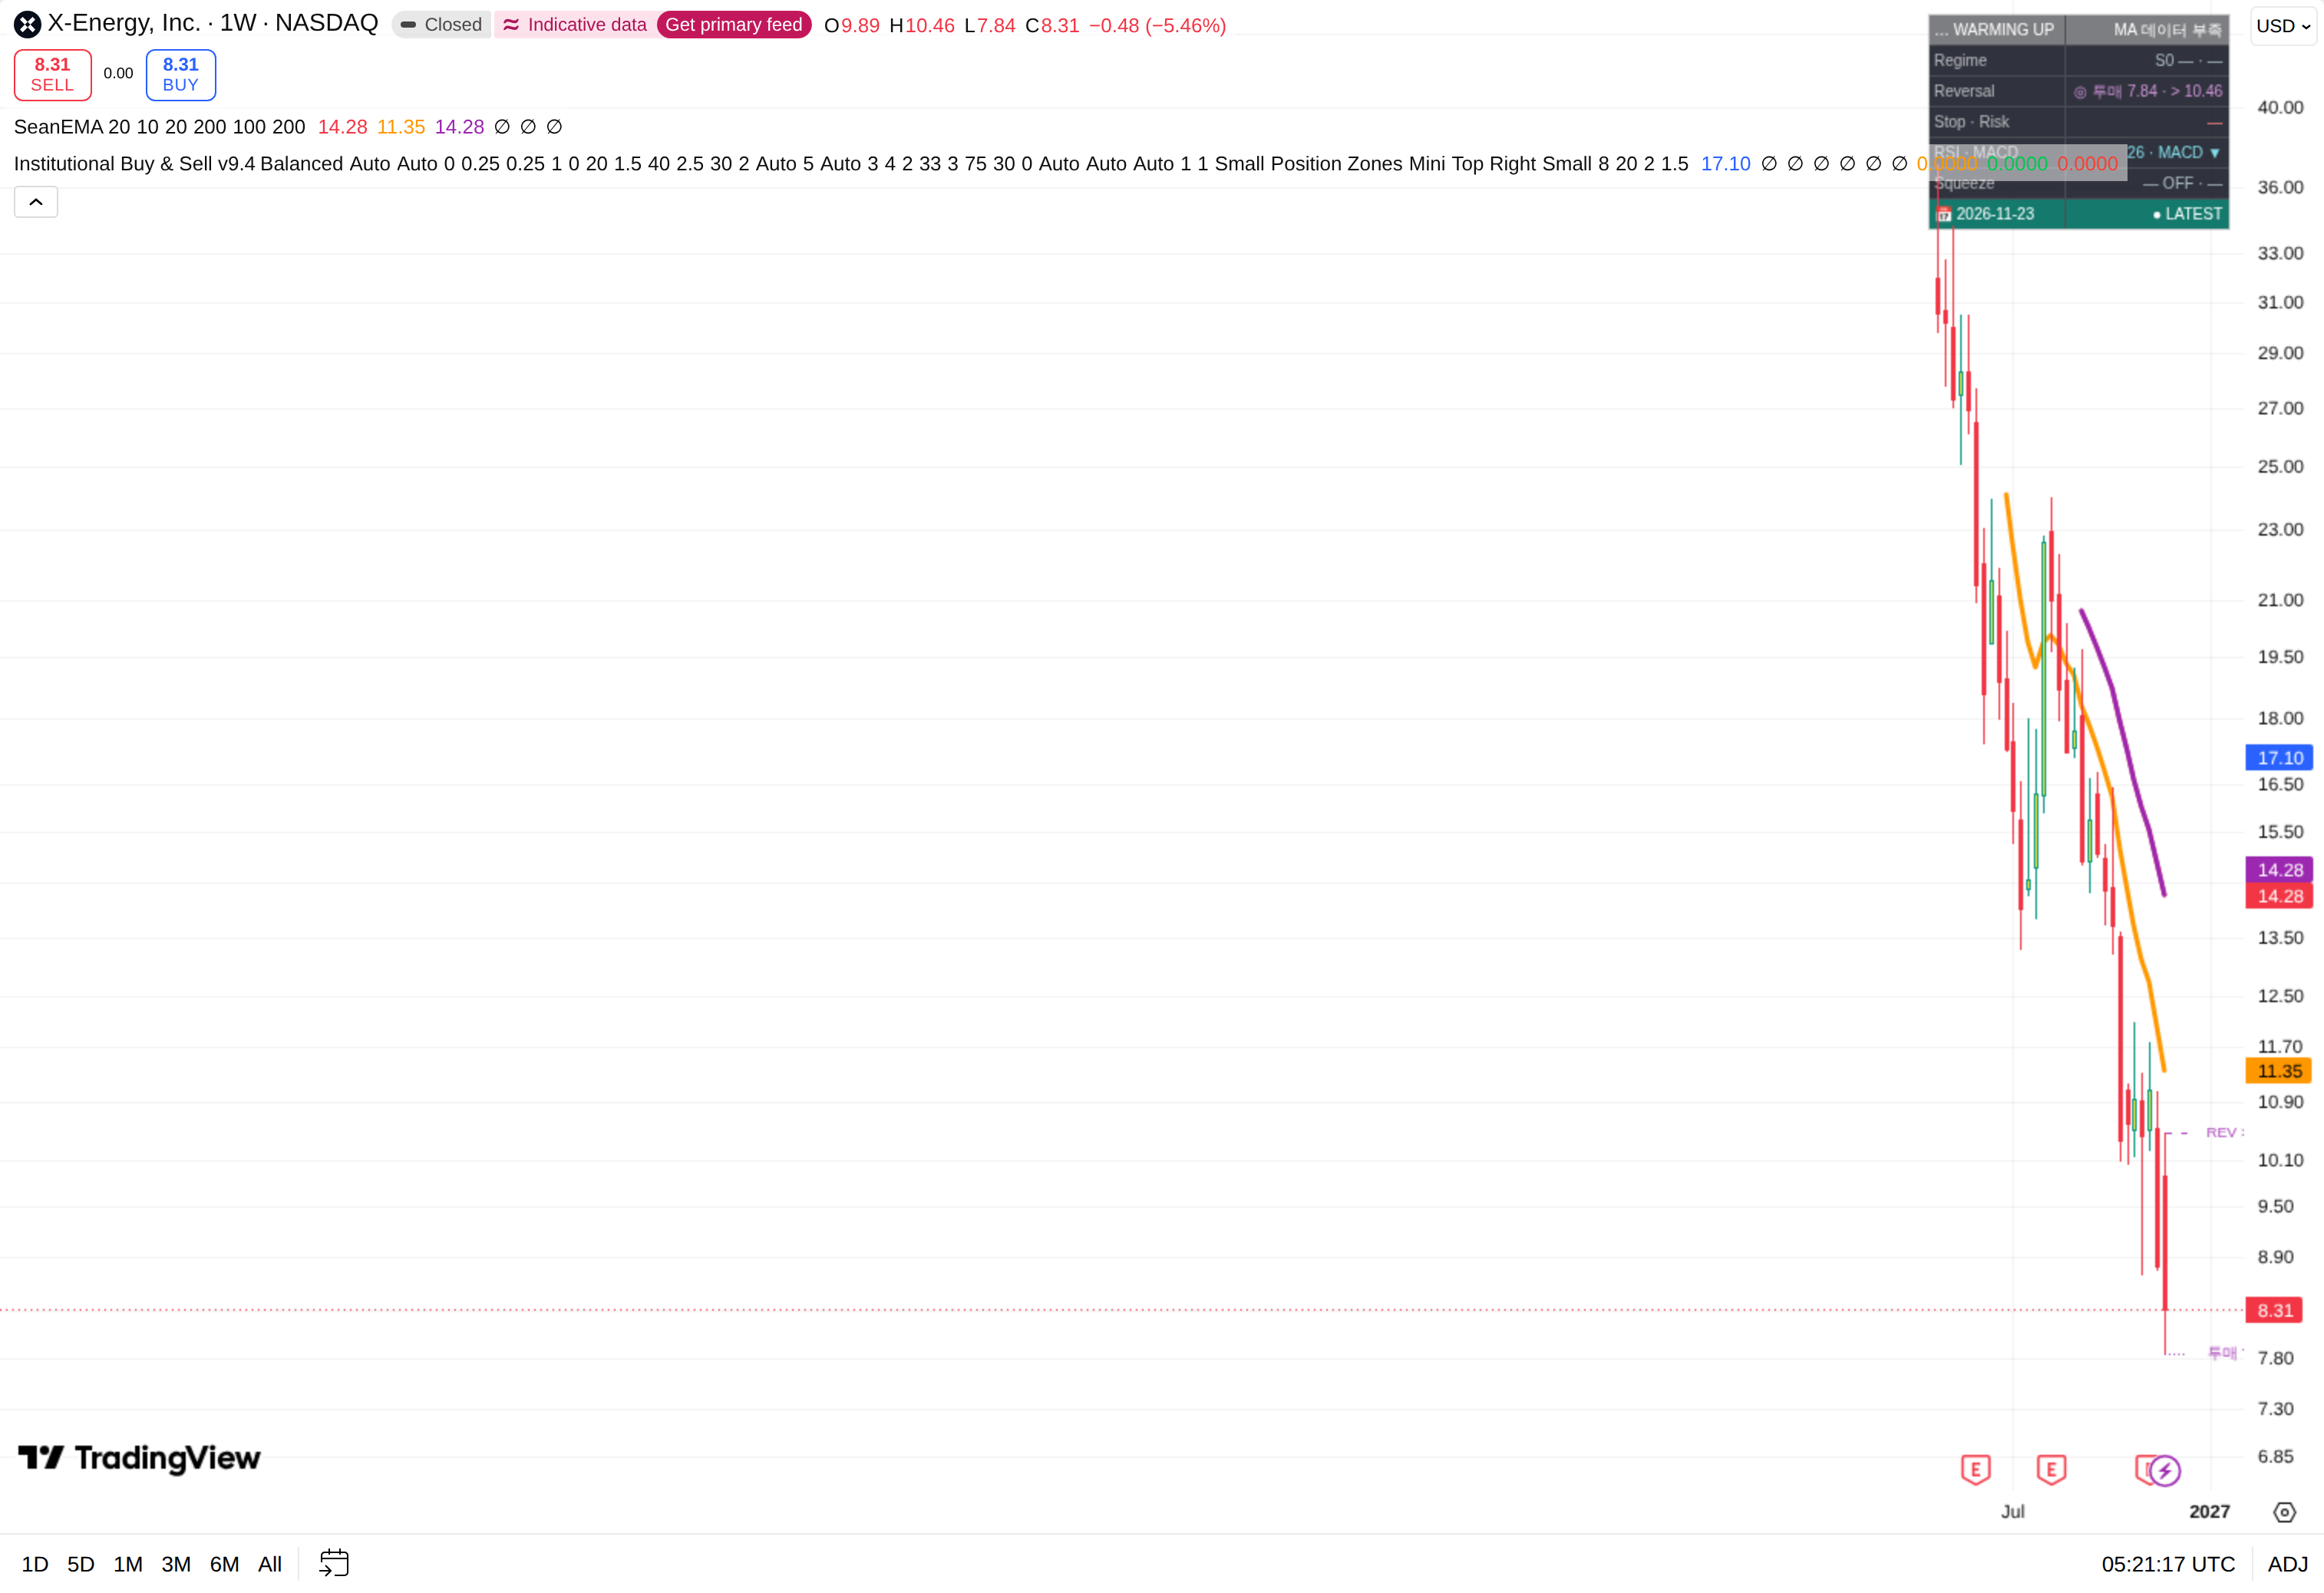 X-Energy, Inc. · 1W · NASDAQ Closed Indicative data Get primary feed O9.89 H10.46 L7.84 C8.31 −0.48 (−5.46%)
8.31
SELL
0.00
8.31
BUY
SeanEMA 20 10 20 200 100 200 14.28 11.35 14.28 ∅ ∅ ∅
Institutional Buy & Sell v9.4 Balanced Auto Auto 0 0.25 0.25 1 0 20 1.5 40 2.5 30 2 Auto 5 Auto 3 4 2 33 3 75 30 0 Auto Auto Auto 1 1 Small Position Zones Mini Top Right Small 8 20 2 1.5 17.10 ∅ ∅ ∅ ∅ ∅ ∅ 0.0000 0.0000 0.0000
... WARMING UP MA 데이터 부족
Regime S0 — · —
Reversal ◎ 투매 7.84 · > 10.46
Stop · Risk —
RSI · MACD 26 · MACD ▼
Squeeze — OFF · —
2026-11-23 ● LATEST
USD
40.00
36.00
33.00
31.00
29.00
27.00
25.00
23.00
21.00
19.50
18.00
17.10
16.50
15.50
14.28
14.28
13.50
12.50
11.70
11.35
10.90
REV
10.10
9.50
8.90
8.31
투매
7.80
7.30
6.85
TradingView
E E
Jul 2027
1D 5D 1M 3M 6M All
05:21:17 UTC ADJ